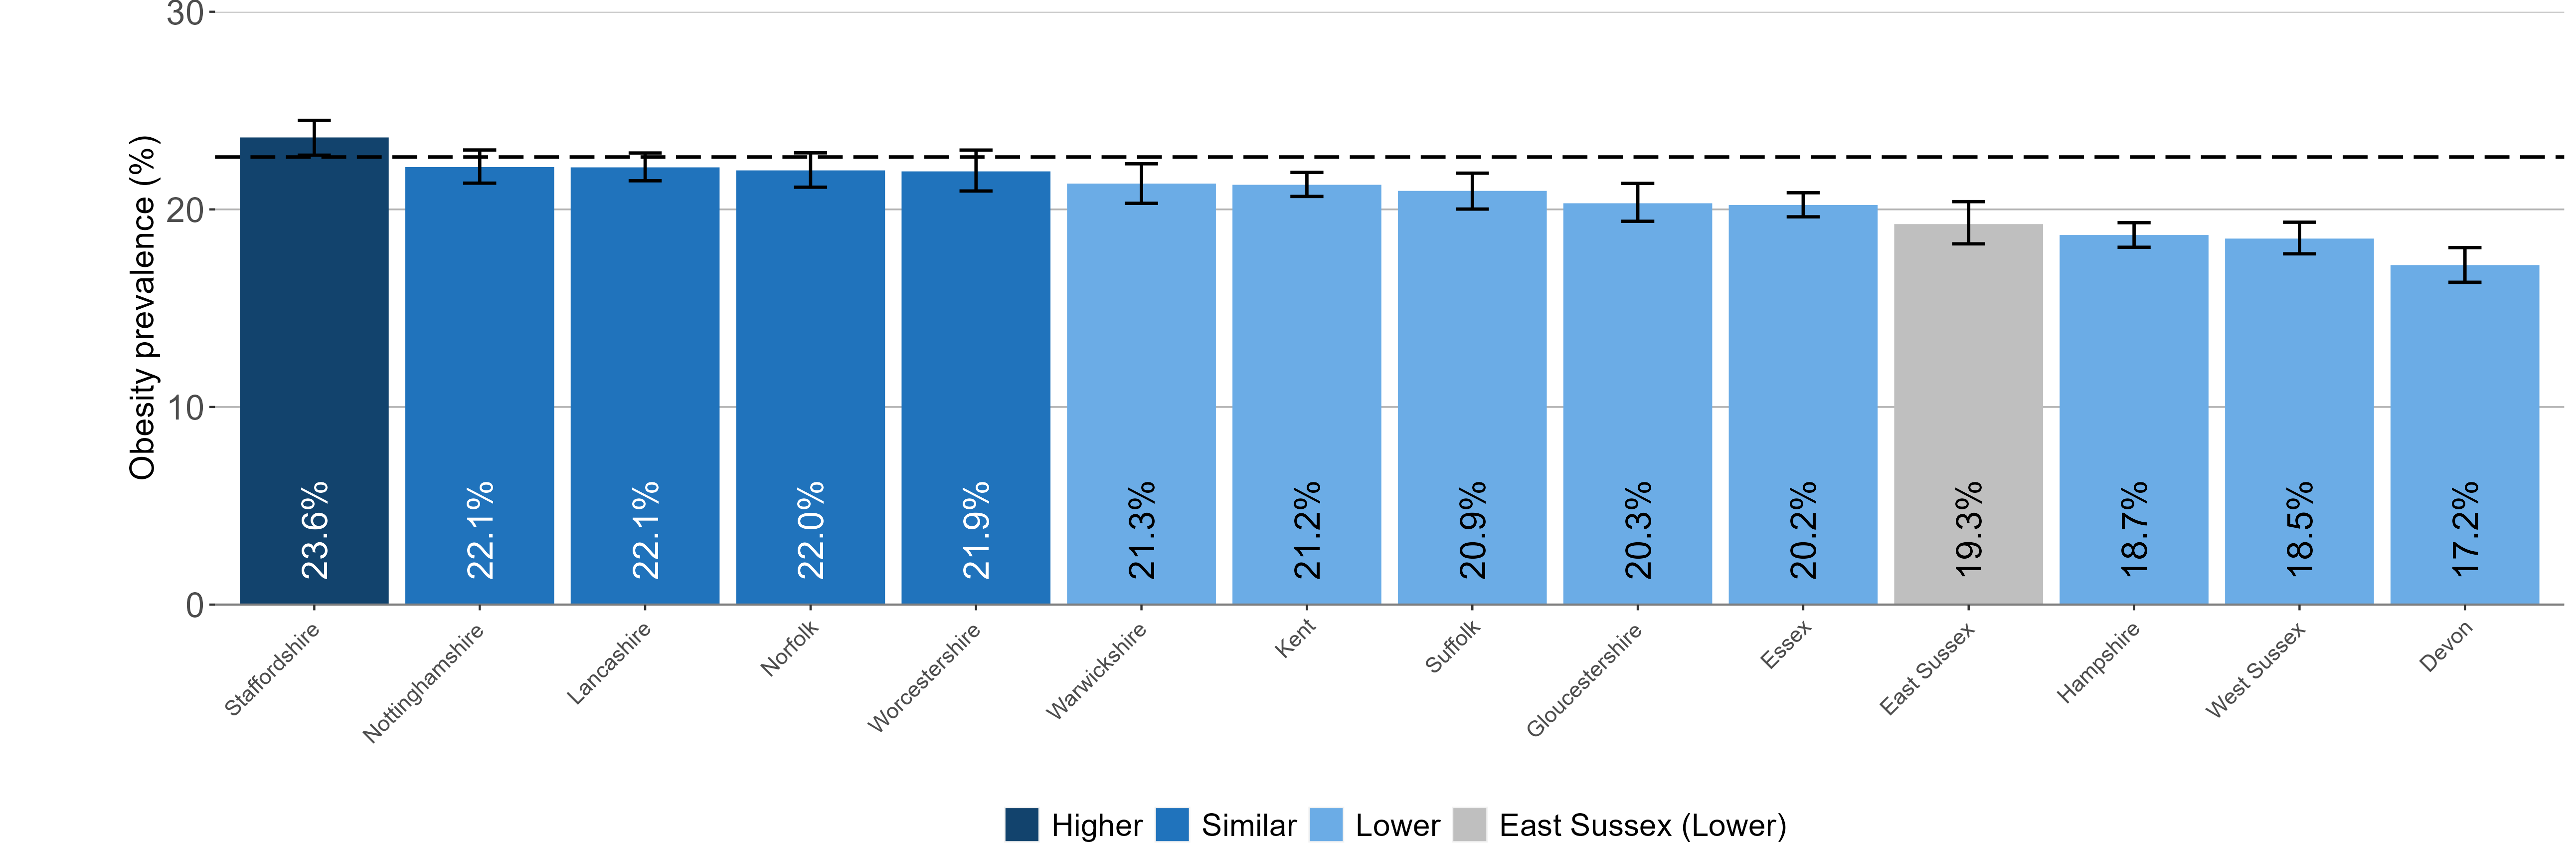 Obesity prevalence (%)
30
20
10
0
23.6%
22.1%
22.1%
22.0%
21.9%
21.3%
21.2%
20.9%
20.3%
20.2%
19.3%
18.7%
18.5%
17.2%
Staffordshire
Nottinghamshire
Lancashire
Norfolk
Worcestershire
Warwickshire
Kent
Suffolk
Gloucestershire
Essex
East Sussex
Hampshire
West Sussex
Devon
Higher
Similar
Lower
East Sussex (Lower)